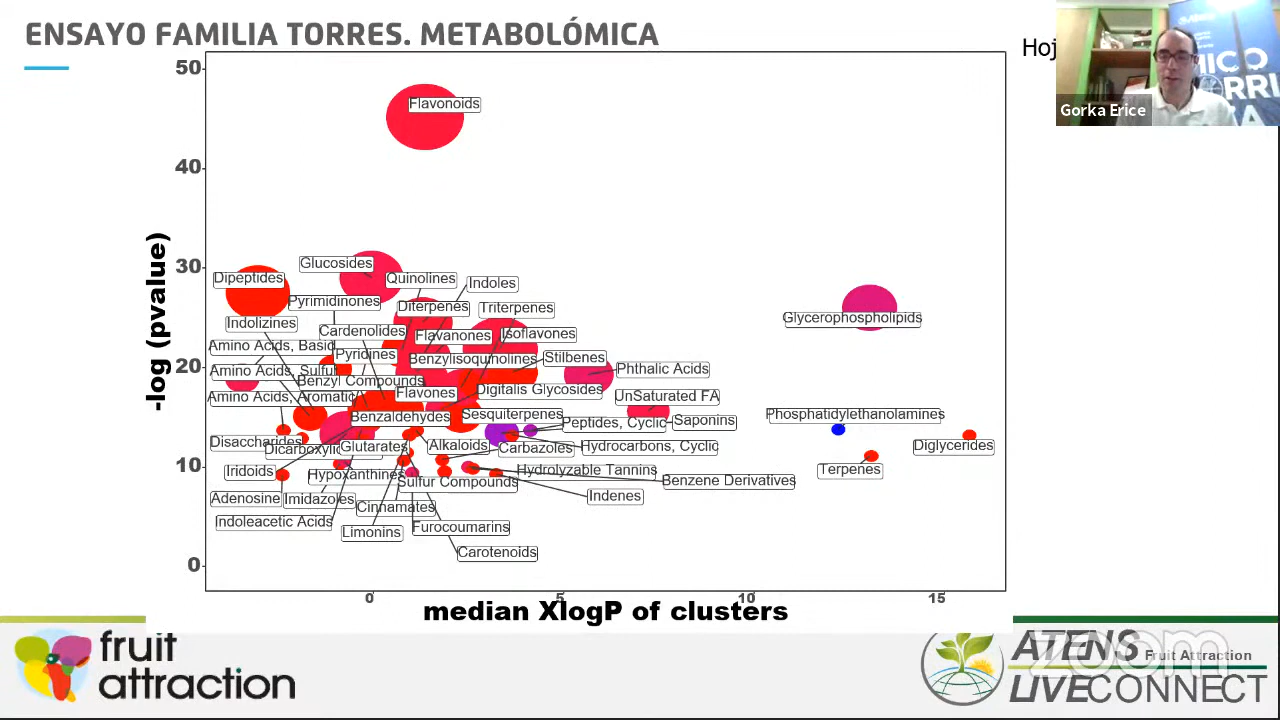 ENSAYO FAMILIA TORRES. METABOLÓMICA
Hoj
Gorka Erice
50
40
30
20
10
0
-log (pvalue)
Flavonoids
Glucosides
Dipeptides
Quinolines
Indoles
Pyrimidinones
Diterpenes
Triterpenes
Glycerophospholipids
Indolizines
Cardenolides
Flavanones
Isoflavones
Amino Acids, Basic
Pyridines
Benzylisoquinolines
Stilbenes
Amino Acids, Sulfur
Phthalic Acids
Benzyl Compounds
Amino Acids, Aromatic
Flavones
Digitalis Glycosides
UnSaturated FA
Benzaldehydes
Sesquiterpenes
Peptides, Cyclic
Saponins
Phosphatidylethanolamines
Disaccharides
Dicarboxylic
Glutarates
Alkaloids
Carbazoles
Hydrocarbons, Cyclic
Diglycerides
Iridoids
Hypoxanthines
Sulfur Compounds
Hydrolyzable Tannins
Benzene Derivatives
Terpenes
Adenosine
Imidazoles
Cinnamates
Indenes
Indoleacetic Acids
Limonins
Furocoumarins
Carotenoids
0 5 10 15
median XlogP of clusters
fruit
attraction
ATENS Fruit Attraction
LIVECONNECT
zoom